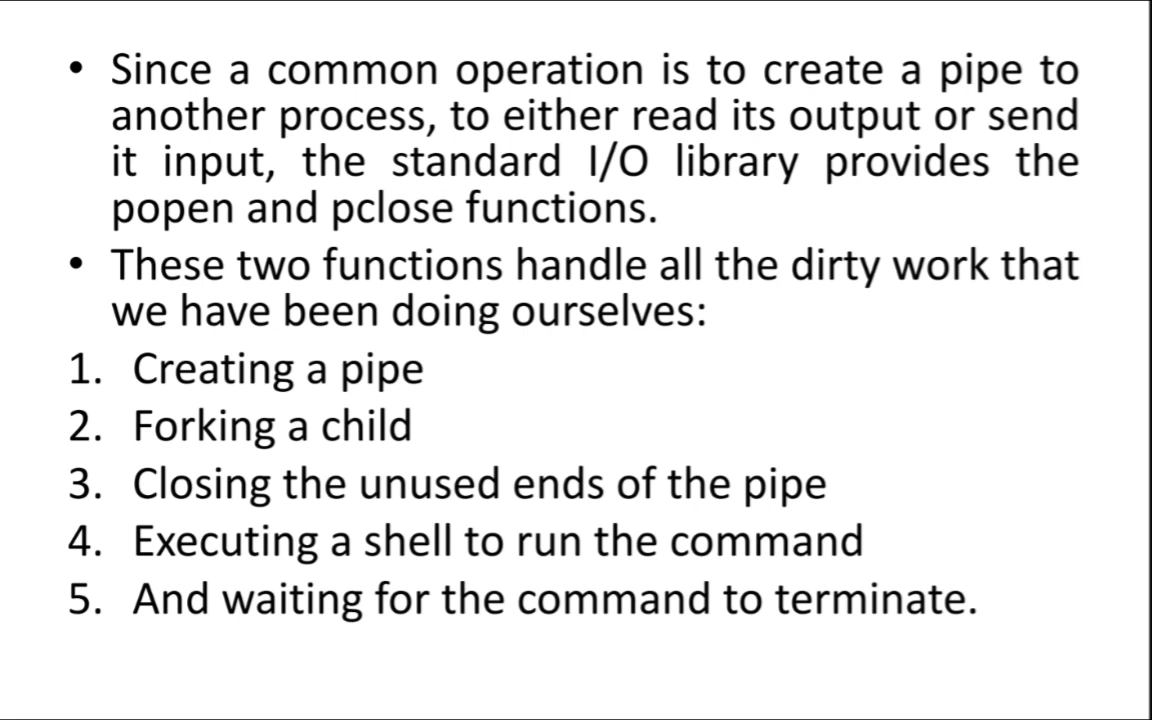 • Since a common operation is to create a pipe to
another process, to either read its output or send
it input, the standard I/O library provides the
popen and pclose functions.
• These two functions handle all the dirty work that
we have been doing ourselves:
1. Creating a pipe
2. Forking a child
3. Closing the unused ends of the pipe
4. Executing a shell to run the command
5. And waiting for the command to terminate.